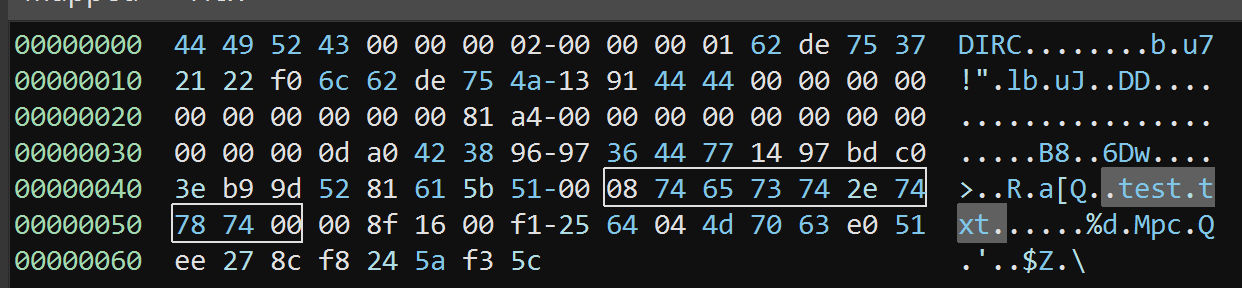 00000000 44 49 52 43 00 00 00 02-00 00 00 01 62 de 75 37 DIRC........b.u7
00000010 21 22 f0 6c 62 de 75 4a-13 91 44 44 00 00 00 00 !".lb.uJ..DD....
00000020 00 00 00 00 00 00 81 a4-00 00 00 00 00 00 00 00 ................
00000030 00 00 00 0d a0 42 38 96-97 36 44 77 14 97 bd c0 .....B8..6Dw....
00000040 3e b9 9d 52 81 61 5b 51-00 08 74 65 73 74 2e 74 >..R.a[Q..test.t
00000050 78 74 00 00 8f 16 00 f1-25 64 04 4d 70 63 e0 51 xt......%d.Mpc.Q
00000060 ee 27 8c f8 24 5a f3 5c .'..$Z.\